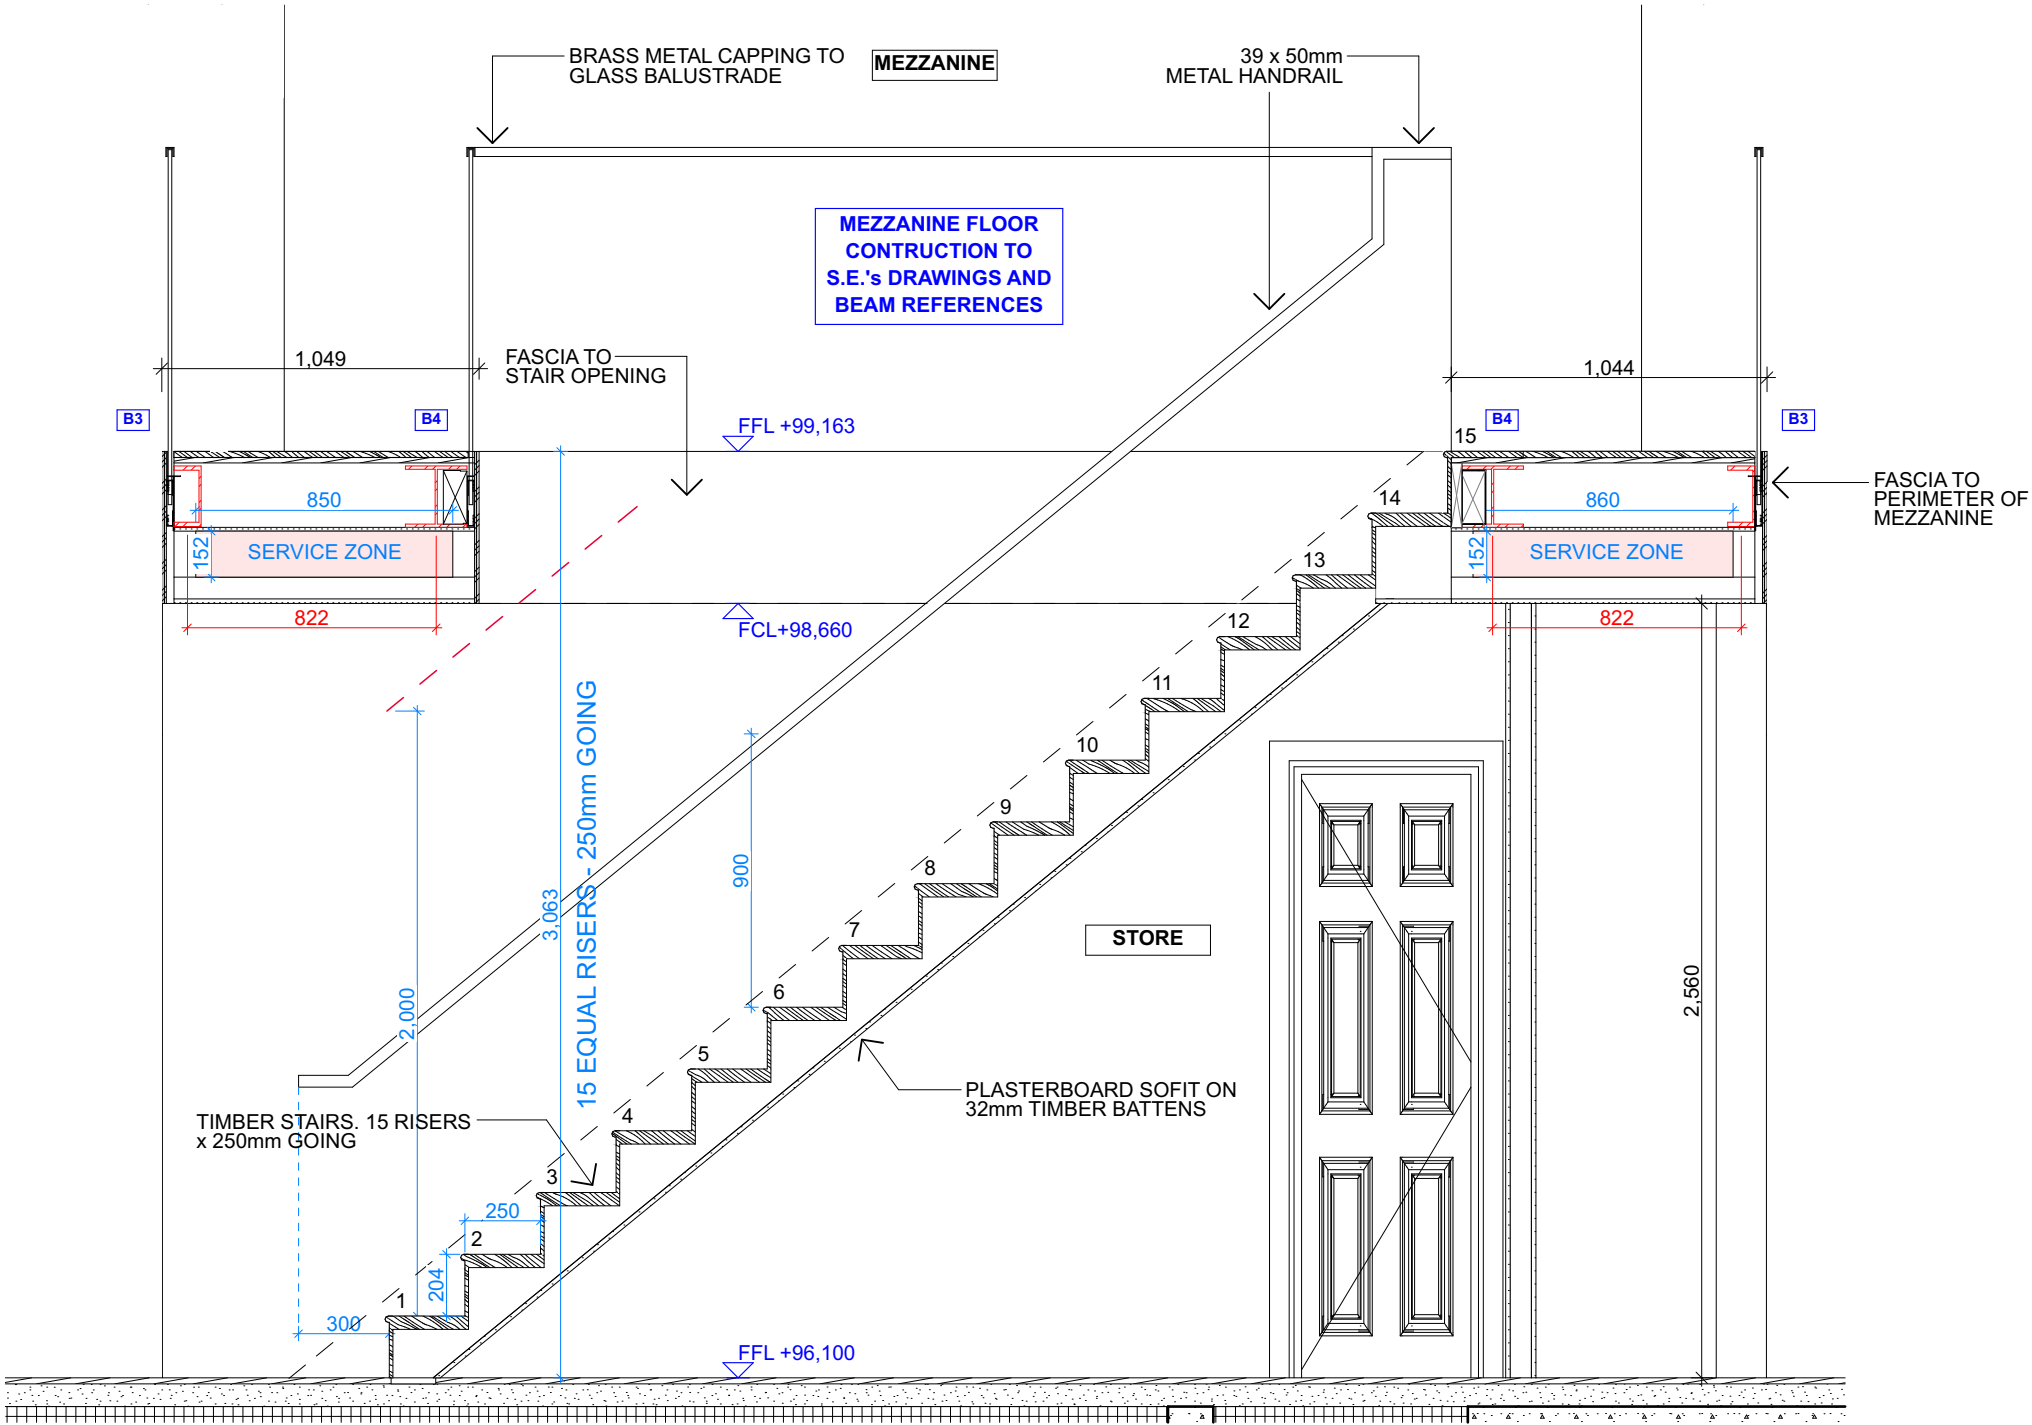 BRASS METAL CAPPING TO
GLASS BALUSTRADE
MEZZANINE
39 x 50mm
METAL HANDRAIL
MEZZANINE FLOOR
CONTRUCTION TO
S.E.'s DRAWINGS AND
BEAM REFERENCES
1,049
FASCIA TO
STAIR OPENING
1,044
B3
B4
FFL +99,163
B4
B3
15
850
14
860
FASCIA TO
PERIMETER OF
MEZZANINE
152
SERVICE ZONE
152
SERVICE ZONE
13
822
FCL+98,660
12
822
11
15 EQUAL RISERS - 250mm GOING
10
9
900
8
3,063
7
STORE
6
2,000
2,560
5
PLASTERBOARD SOFIT ON
32mm TIMBER BATTENS
4
TIMBER STAIRS. 15 RISERS
x 250mm GOING
3
250
2
204
1
300
FFL +96,100